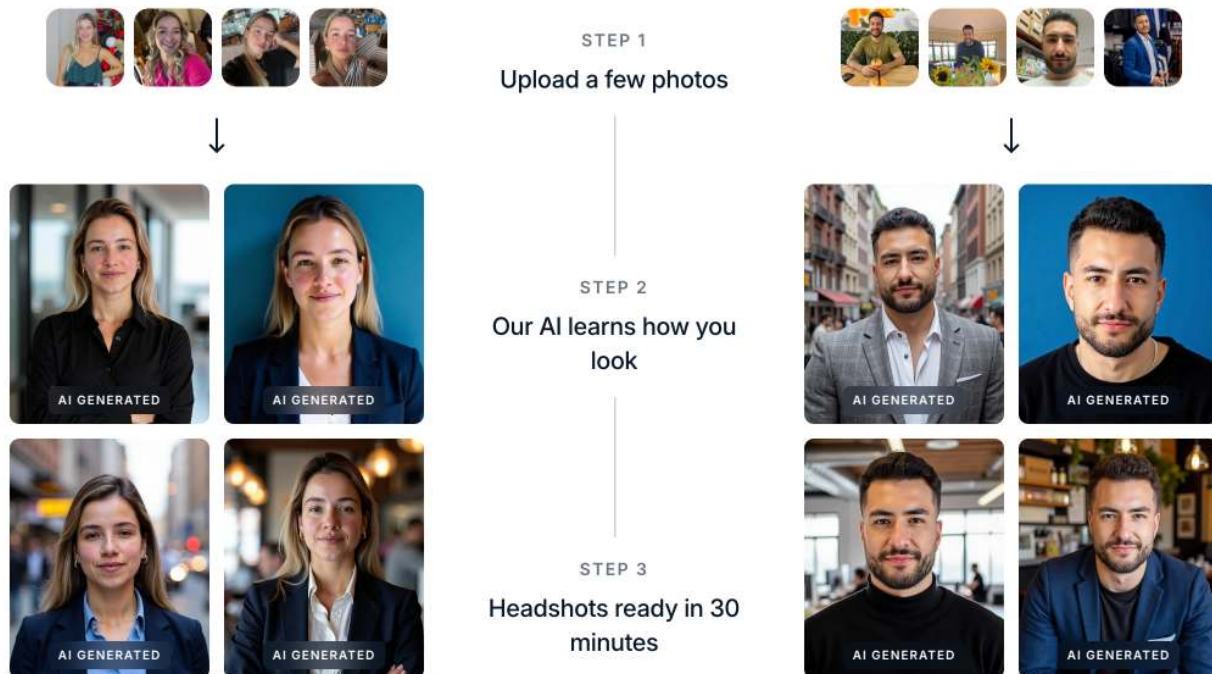 STEP 1
Upload a few photos
STEP 2
Our AI learns how you
look
AI GENERATED
AI GENERATED
AI GENERATED
AI GENERATED
STEP 3
Headshots ready in 30
minutes
AI GENERATED
AI GENERATED
AI GENERATED
AI GENERATED